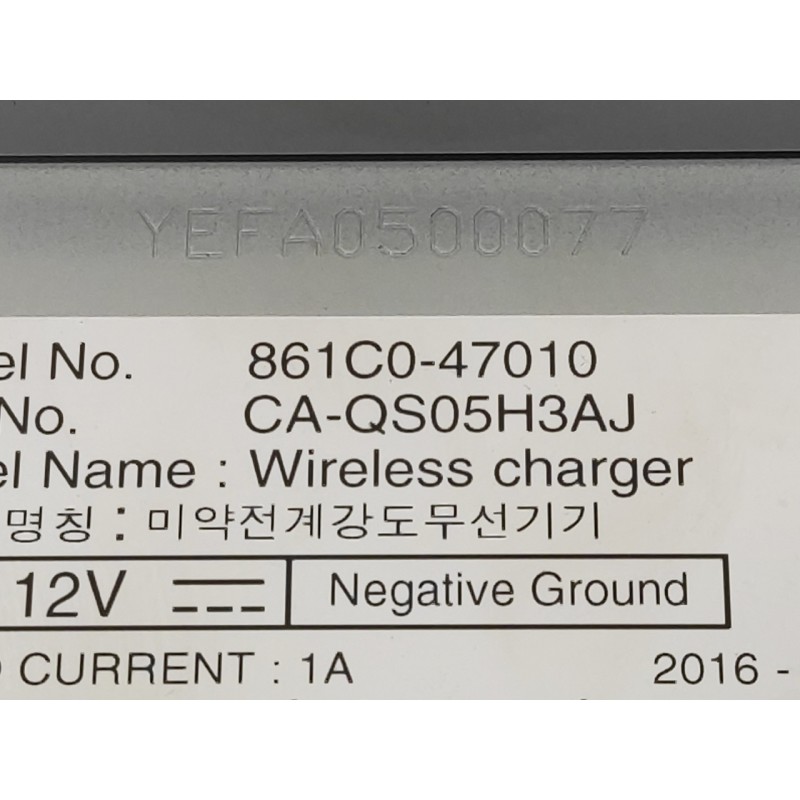 YEFA0500077
el No. 861C0-47010
No. CA-QS05H3AJ
el Name : Wireless charger
명칭 : 미약전계강도무선기기
12V Negative Ground
CURRENT : 1A 2016 -